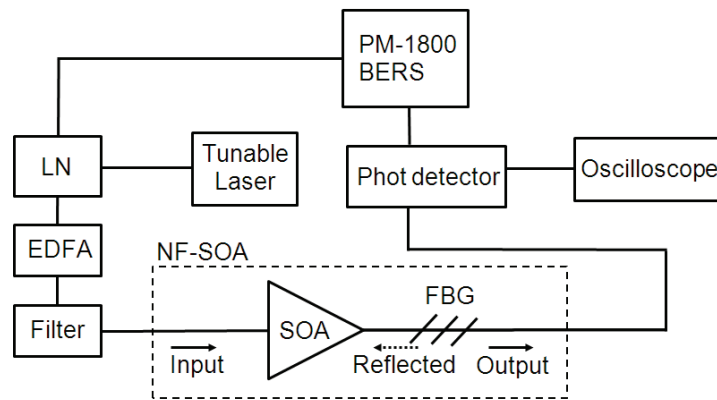 PM-1800
BERS
LN
Tunable
Laser
Phot detector
Oscilloscope
EDFA
NF-SOA
Filter
SOA
FBG
Input
Reflected
Output